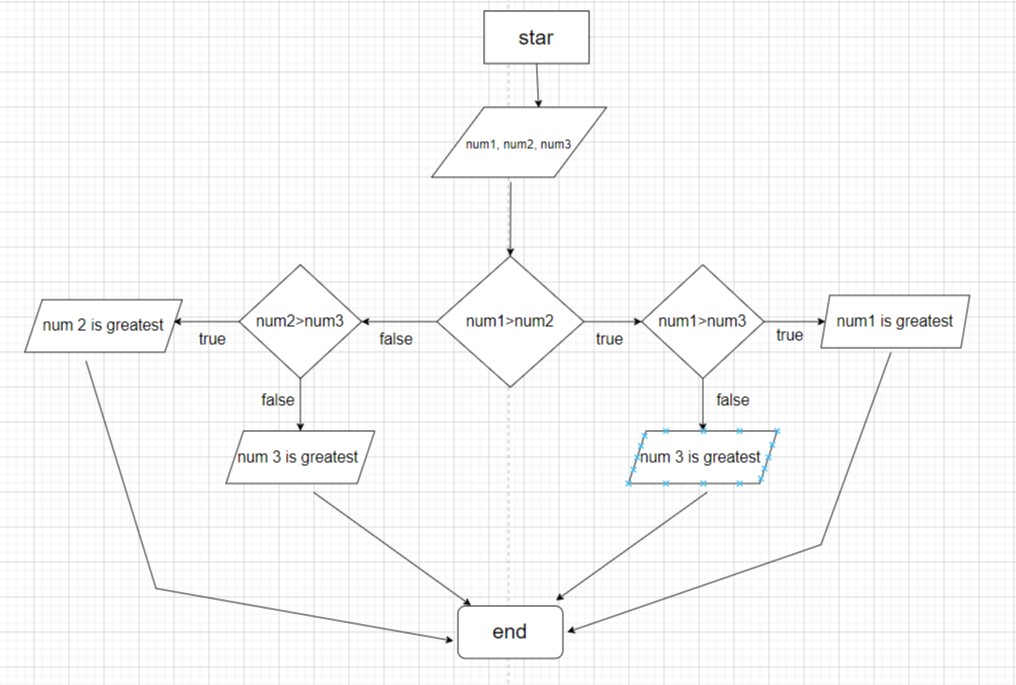 star
num1, num2, num3
num 2 is greatest
true
num2>num3
false
num1>num2
true
num1>num3
true
num1 is greatest
false
false
num 3 is greatest
num 3 is greatest
end